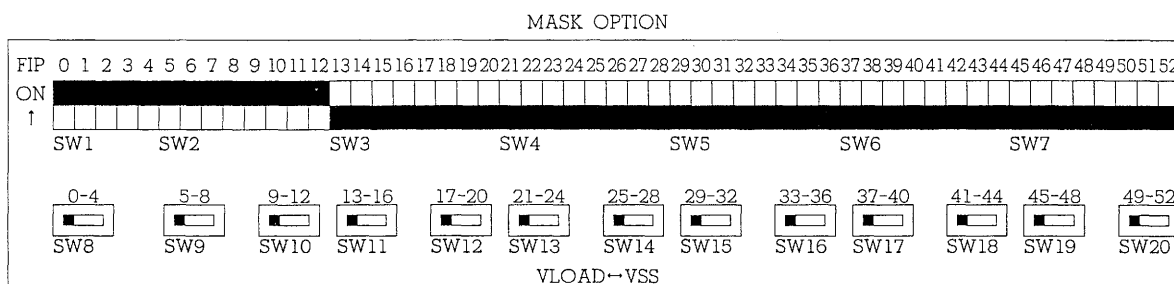 MASK OPTION
FIP 0 1 2 3 4 5 6 7 8 9 10 11 12 13 14 15 16 17 18 19 20 21 22 23 24 25 26 27 28 29 30 31 32 33 34 35 36 37 38 39 40 41 42 43 44 45 46 47 48 49 50 51 52
ON
↑
SW1 SW2 SW3 SW4 SW5 SW6 SW7
0-4 5-8 9-12 13-16 17-20 21-24 25-28 29-32 33-36 37-40 41-44 45-48 49-52
SW8 SW9 SW10 SW11 SW12 SW13 SW14 SW15 SW16 SW17 SW18 SW19 SW20
VLOAD↔VSS